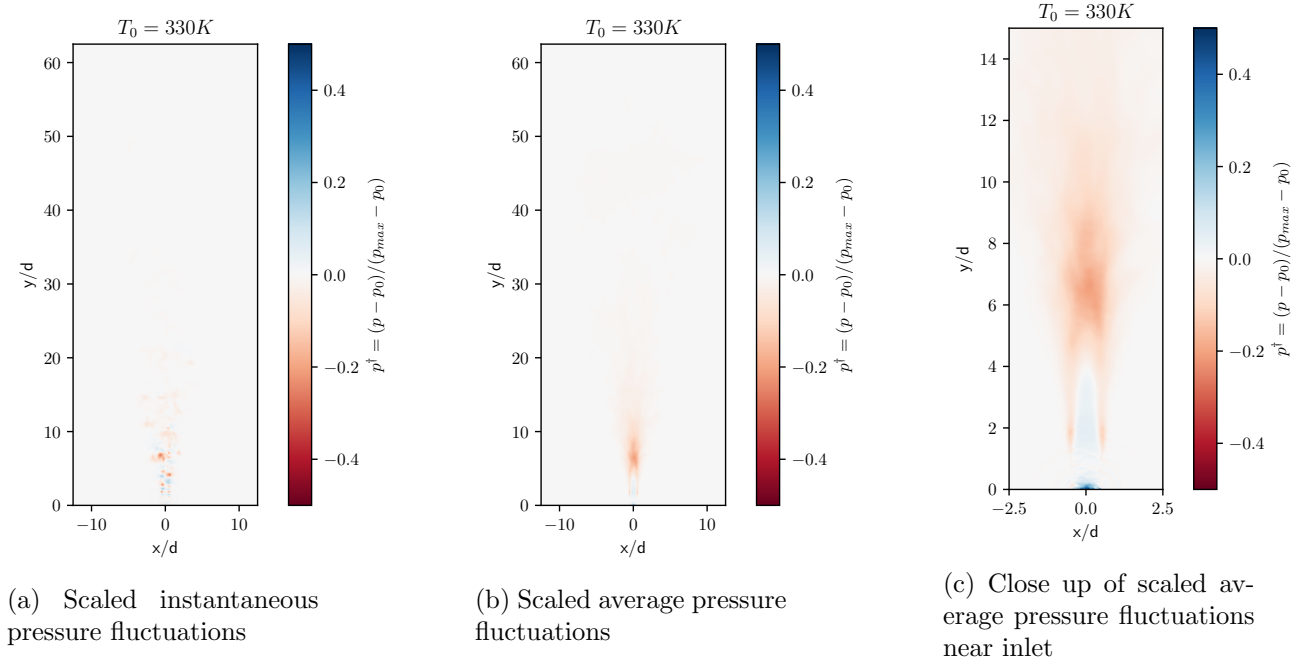 T₀ = 330K
60
50
40
30
20
10
0
y/d
−10 0 10
x/d
0.4
0.2
0.0
−0.2
−0.4
p† = (p − p₀)/(pmax − p₀)
(a) Scaled instantaneous
pressure fluctuations
T₀ = 330K
60
50
40
30
20
10
0
y/d
−10 0 10
x/d
0.4
0.2
0.0
−0.2
−0.4
p† = (p − p₀)/(pmax − p₀)
(b) Scaled average pressure
fluctuations
T₀ = 330K
14
12
10
8
6
4
2
0
y/d
−2.5 0.0 2.5
x/d
0.4
0.2
0.0
−0.2
−0.4
p† = (p − p₀)/(pmax − p₀)
(c) Close up of scaled av-
erage pressure fluctuations
near inlet